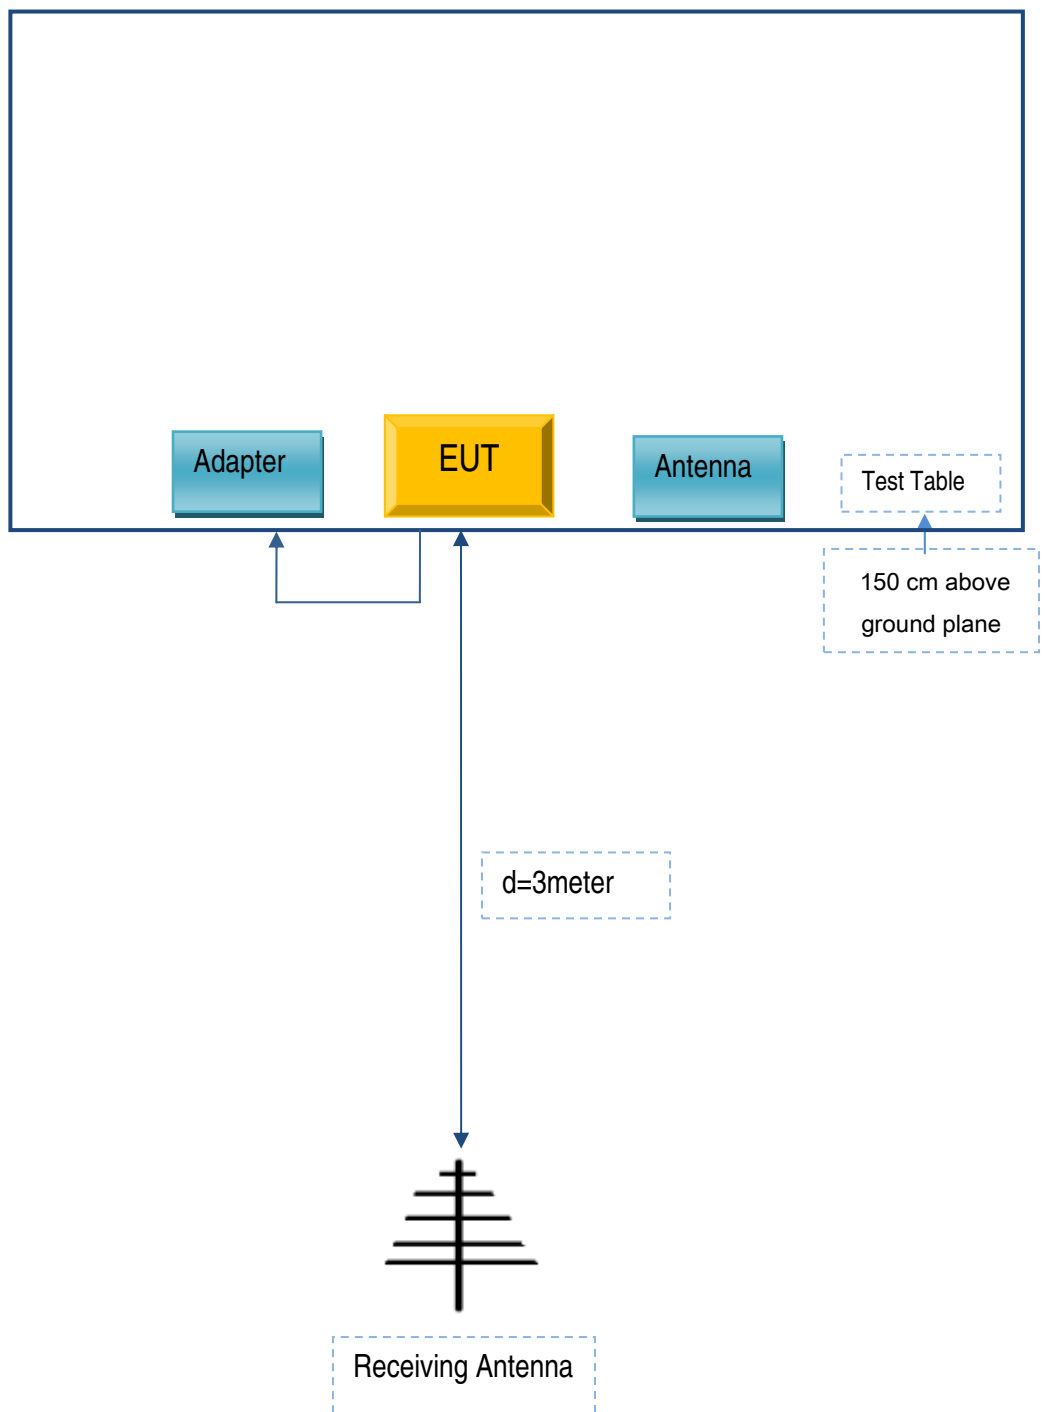 Adapter
EUT
Antenna
Test Table
150 cm above
ground plane
d=3meter
Receiving Antenna